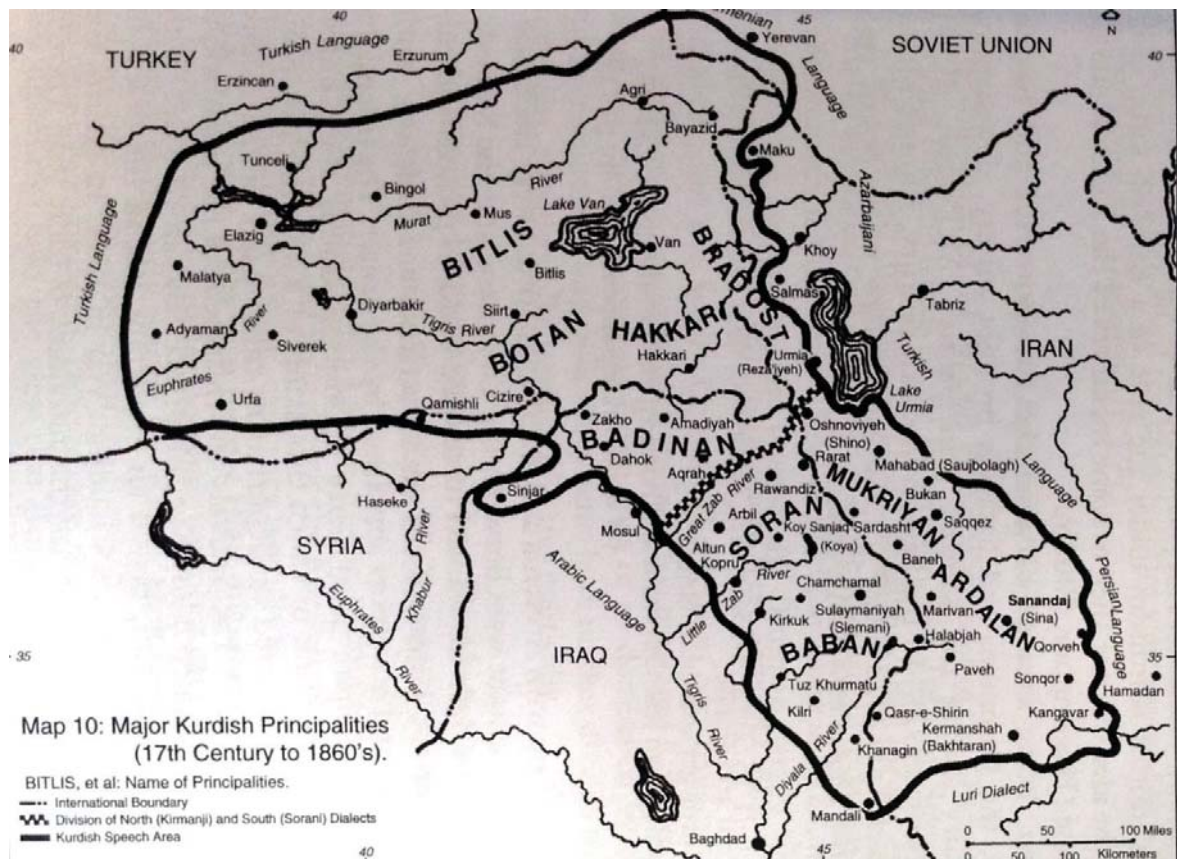 40
40
Armenian
45
N
40
TURKEY
Turkish Language
Erzurum
Yerevan
SOVIET UNION
Erzincan
Language
Agri
Bayazid
Maku
Tunceli
Bingol
River
Murat
Mus
Lake Van
Azarbaijani
Elazig
Van
Khoy
Turkish Language
BITLIS
Bitlis
BRADOST
Malatya
Salmas
Tabriz
Diyarbakir
Siirt
Tigris River
HAKKARI
Adyaman
River
Siverek
BOTAN
Hakkari
Urmia
(Reza'iyeh)
Turkish
IRAN
Euphrates
Cizire
Lake
Urmia
Urfa
Qamishli
Zakho
Amadiyah
Oshnoviyeh
(Shino)
BADINAN
Dahok
Aqrah
Rarat
Mahabad (Saujbolagh)
Language
Haseke
Sinjar
Rawandiz
MUKRIYAN
Bukan
Great Zab River
Mosul
Arbil
SORAN
Koy Sanjaq
(Koya)
Sardasht
Saqqez
SYRIA
River
Altun
Kopru
Baneh
Arabic Language
River
Chamchamal
ARDALAN
Persian Language
Euphrates
Khabur
Little Zab
Kirkuk
Sulaymaniyah
(Slemani)
Marivan
Sanandaj
(Sina)
35
IRAQ
BABAN
Halabjah
Qorveh
35
River
Paveh
Tigris
Tuz Khurmatu
Sonqor
Hamadan
Map 10: Major Kurdish Principalities
(17th Century to 1860's).
River
Kilri
Qasr-e-Shirin
Kangavar
River
Kermanshah
(Bakhtaran)
Khanagin
BITLIS, et al: Name of Principalities.
International Boundary
Division of North (Kirmanji) and South (Sorani) Dialects
Kurdish Speech Area
Diyala
Luri Dialect
Mandali
Baghdad
0 50 100 Miles
0 50 100
Kilometers
40
45